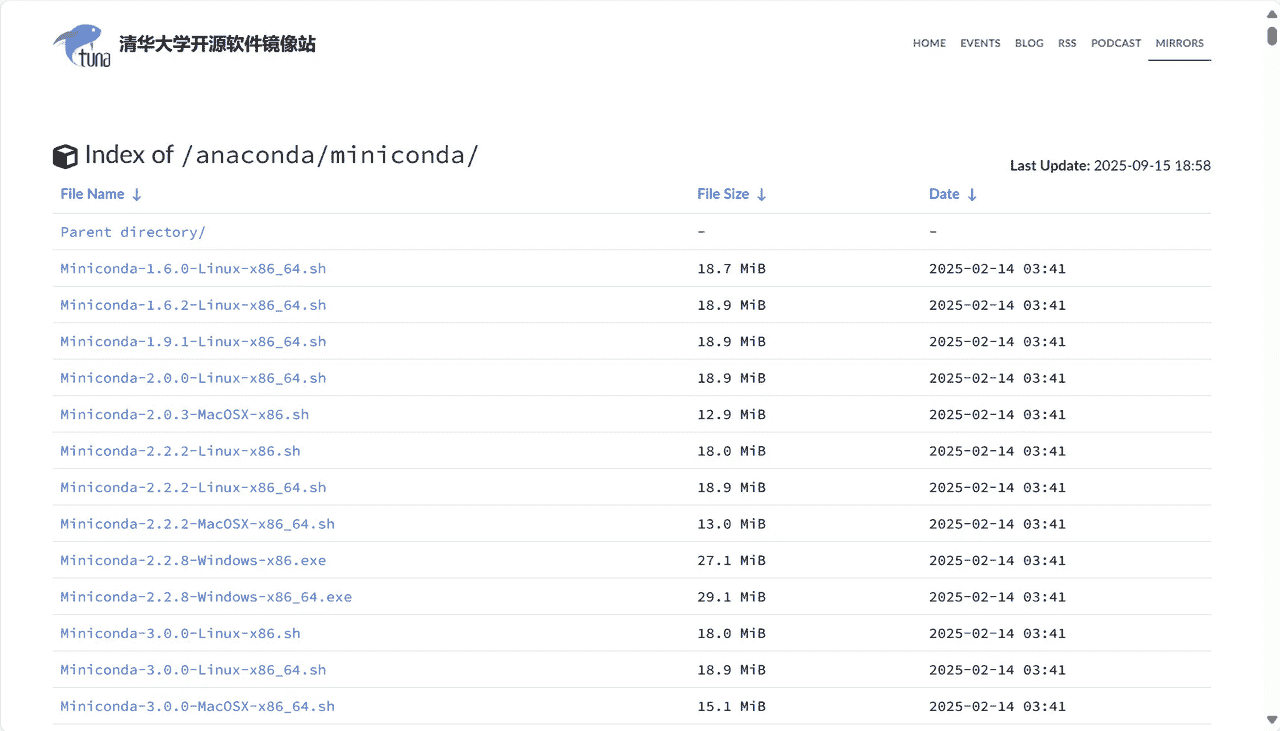 tuna 清华大学开源软件镜像站
HOME EVENTS BLOG RSS PODCAST MIRRORS
Index of /anaconda/miniconda/
Last Update: 2025-09-15 18:58
File Name ↓ File Size ↓ Date ↓
Parent directory/ - -
Miniconda-1.6.0-Linux-x86_64.sh 18.7 MiB 2025-02-14 03:41
Miniconda-1.6.2-Linux-x86_64.sh 18.9 MiB 2025-02-14 03:41
Miniconda-1.9.1-Linux-x86_64.sh 18.9 MiB 2025-02-14 03:41
Miniconda-2.0.0-Linux-x86_64.sh 18.9 MiB 2025-02-14 03:41
Miniconda-2.0.3-MacOSX-x86.sh 12.9 MiB 2025-02-14 03:41
Miniconda-2.2.2-Linux-x86.sh 18.0 MiB 2025-02-14 03:41
Miniconda-2.2.2-Linux-x86_64.sh 18.9 MiB 2025-02-14 03:41
Miniconda-2.2.2-MacOSX-x86_64.sh 13.0 MiB 2025-02-14 03:41
Miniconda-2.2.8-Windows-x86.exe 27.1 MiB 2025-02-14 03:41
Miniconda-2.2.8-Windows-x86_64.exe 29.1 MiB 2025-02-14 03:41
Miniconda-3.0.0-Linux-x86.sh 18.0 MiB 2025-02-14 03:41
Miniconda-3.0.0-Linux-x86_64.sh 18.9 MiB 2025-02-14 03:41
Miniconda-3.0.0-MacOSX-x86_64.sh 15.1 MiB 2025-02-14 03:41